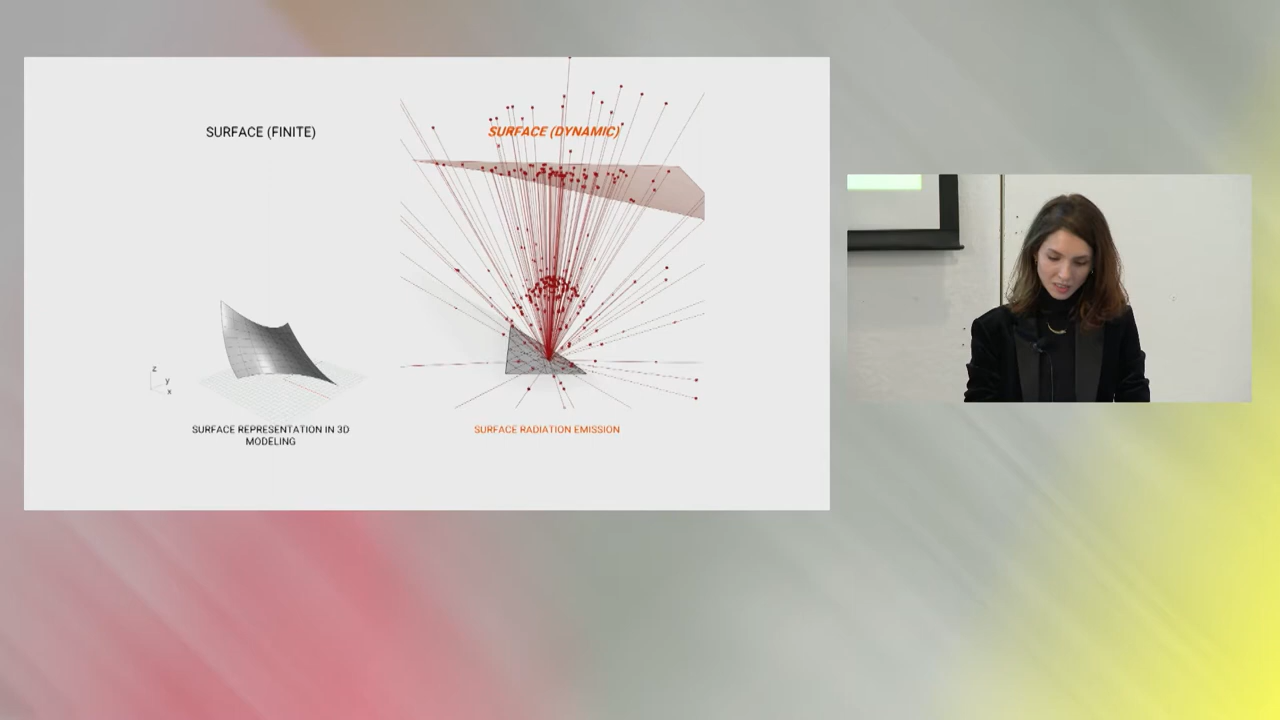 SURFACE (FINITE)
SURFACE (DYNAMIC)
z
y
x
SURFACE REPRESENTATION IN 3D
MODELING
SURFACE RADIATION EMISSION